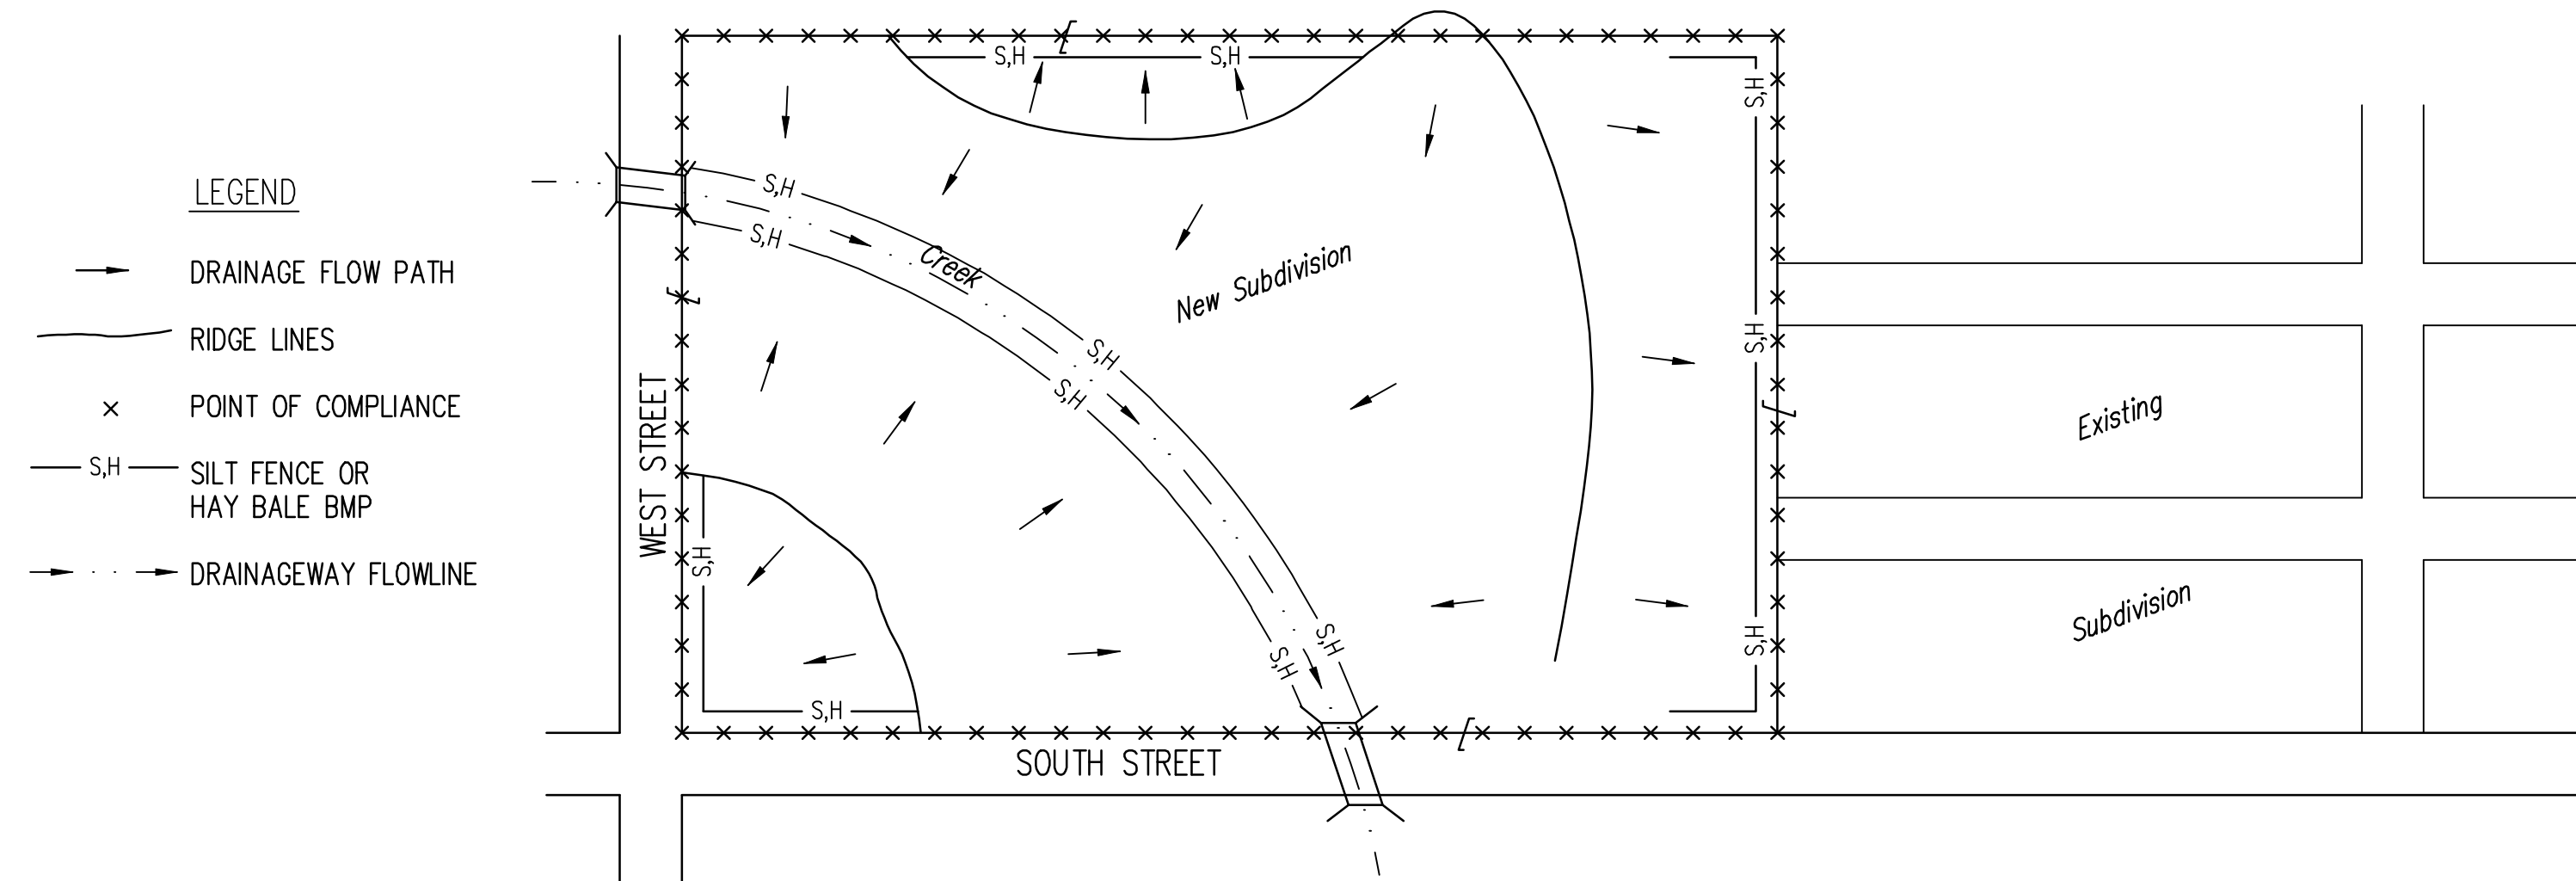 LEGEND
DRAINAGE FLOW PATH
RIDGE LINES
POINT OF COMPLIANCE
S,H
SILT FENCE OR
HAY BALE BMP
DRAINAGEWAY FLOWLINE
S,H
S,H
S,H
S,H
S,H
Creek
New Subdivision
S,H
S,H
S,H
Existing
WEST STREET
S,H
Subdivision
S,H
S,H
S,H
S,H
SOUTH STREET